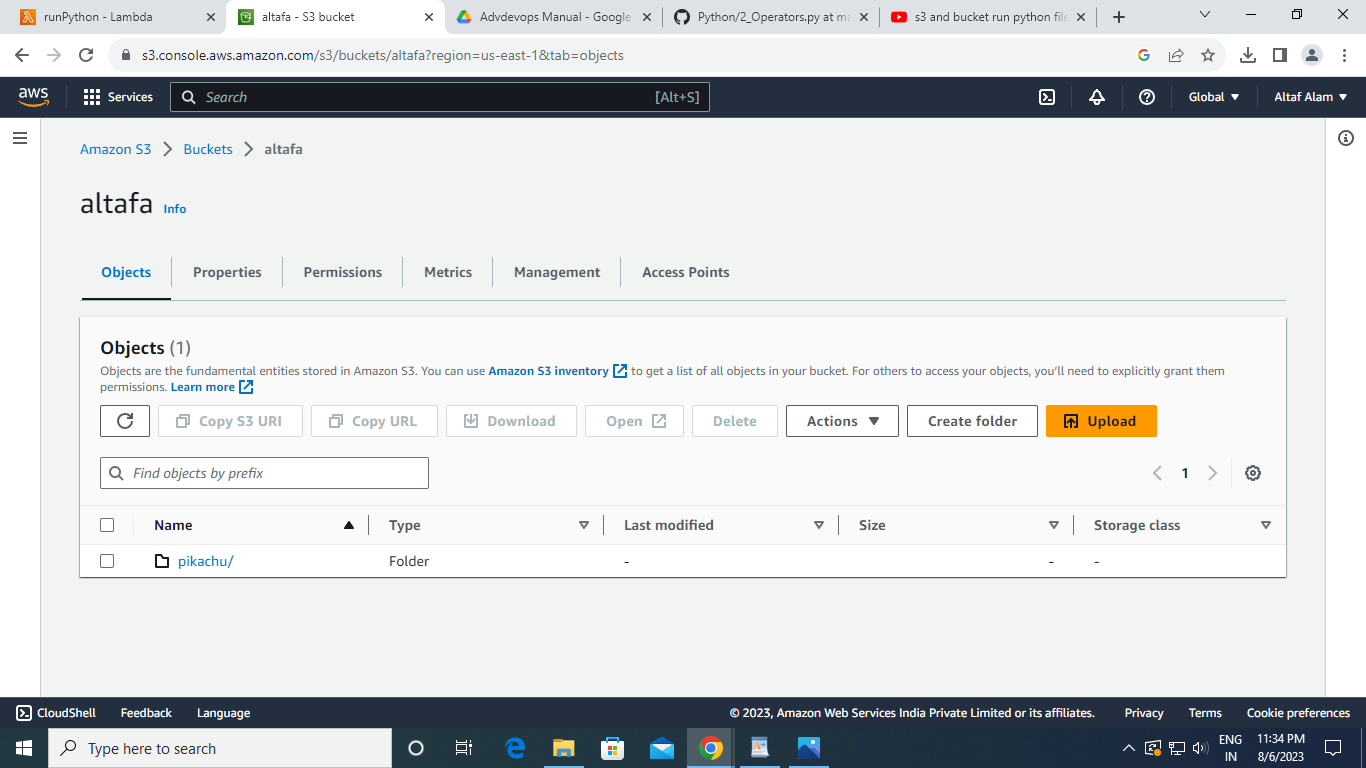 runPython - Lambda
altafa - S3 bucket
Advdevops Manual - Google
Python/2_Operators.py at ma
s3 and bucket run python file
s3.console.aws.amazon.com/s3/buckets/altafa?region=us-east-1&tab=objects
aws
Services
Search
[Alt+S]
Global
Altaf Alam
Amazon S3
Buckets
altafa
altafa
Info
Objects
Properties
Permissions
Metrics
Management
Access Points
Objects (1)
Objects are the fundamental entities stored in Amazon S3. You can use Amazon S3 inventory to get a list of all objects in your bucket. For others to access your objects, you'll need to explicitly grant them
permissions. Learn more
Copy S3 URI
Copy URL
Download
Open
Delete
Actions
Create folder
Upload
Find objects by prefix
1
Name
Type
Last modified
Size
Storage class
pikachu/
Folder
-
-
-
CloudShell
Feedback
Language
© 2023, Amazon Web Services India Private Limited or its affiliates.
Privacy
Terms
Cookie preferences
Type here to search
ENG
IN
11:34 PM
8/6/2023